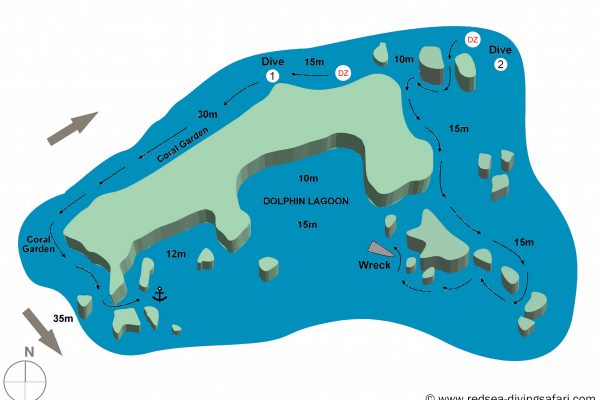 DZ
Dive
2
Dive
1
15m
DZ
10m
30m
Coral Garden
15m
10m
DOLPHIN LAGOON
15m
Coral
Garden
12m
15m
Wreck
35m
N
© www.redsea-divingsafari.com